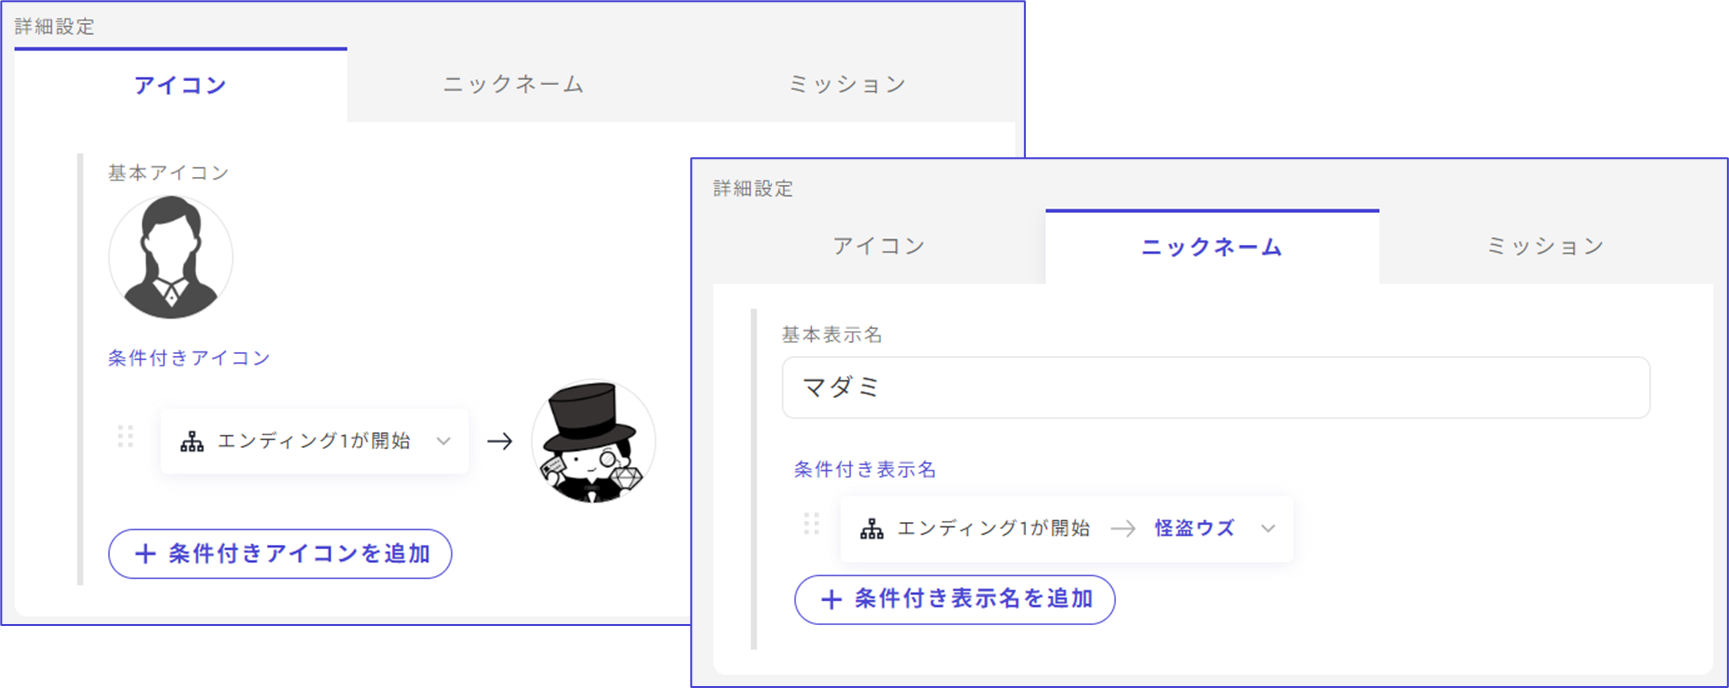 詳細設定
アイコン
ニックネーム
ミッション
基本アイコン
条件付きアイコン
エンディング1が開始
＋ 条件付きアイコンを追加
詳細設定
アイコン
ニックネーム
ミッション
基本表示名
マダミ
条件付き表示名
エンディング1が開始 → 怪盗ウズ
＋ 条件付き表示名を追加